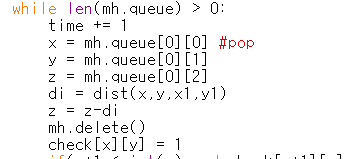 while len(mh.queue) > 0:
    time += 1
    x = mh.queue[0][0] #pop
    y = mh.queue[0][1]
    z = mh.queue[0][2]
    di = dist(x,y,x1,y1)
    z = z-di
    mh.delete()
    check[x][y] = 1